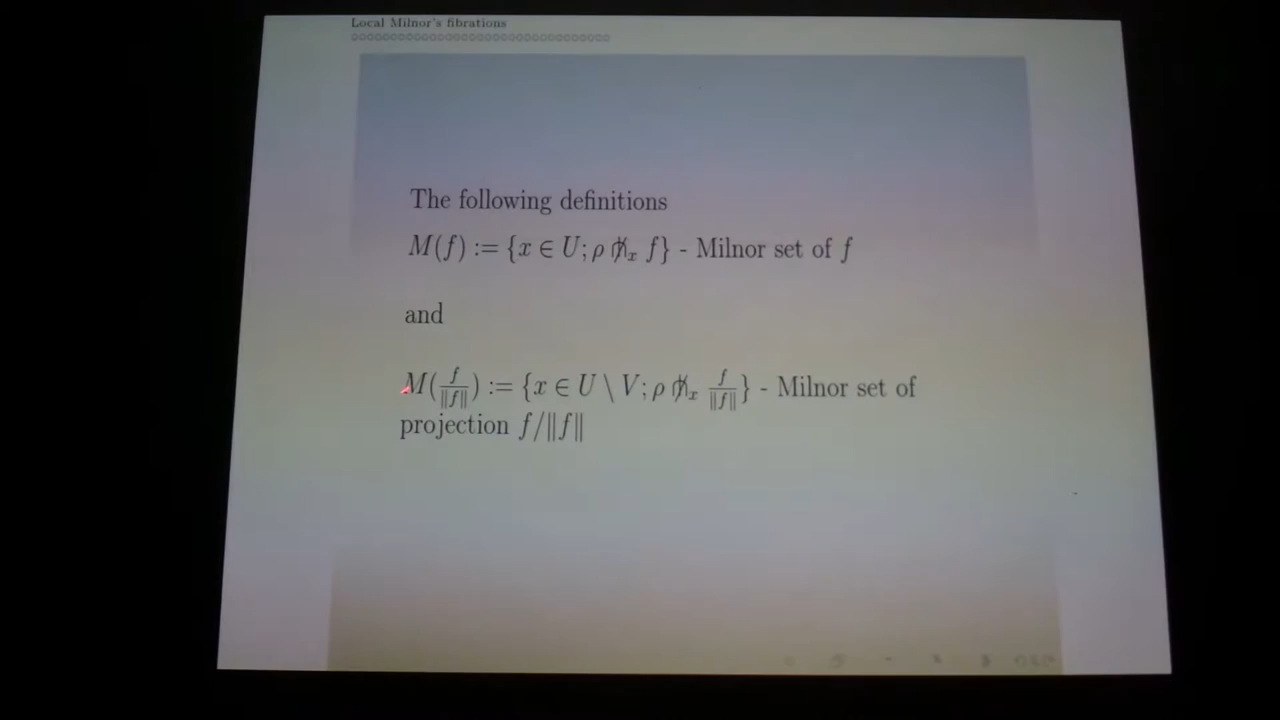 Local Milnor's fibrations
The following definitions
M(f) := {x ∈ U; ρ ⋔̸ₓ f} - Milnor set of f
and
M(f/‖f‖) := {x ∈ U \ V; ρ ⋔̸ₓ f/‖f‖} - Milnor set of
projection f/‖f‖